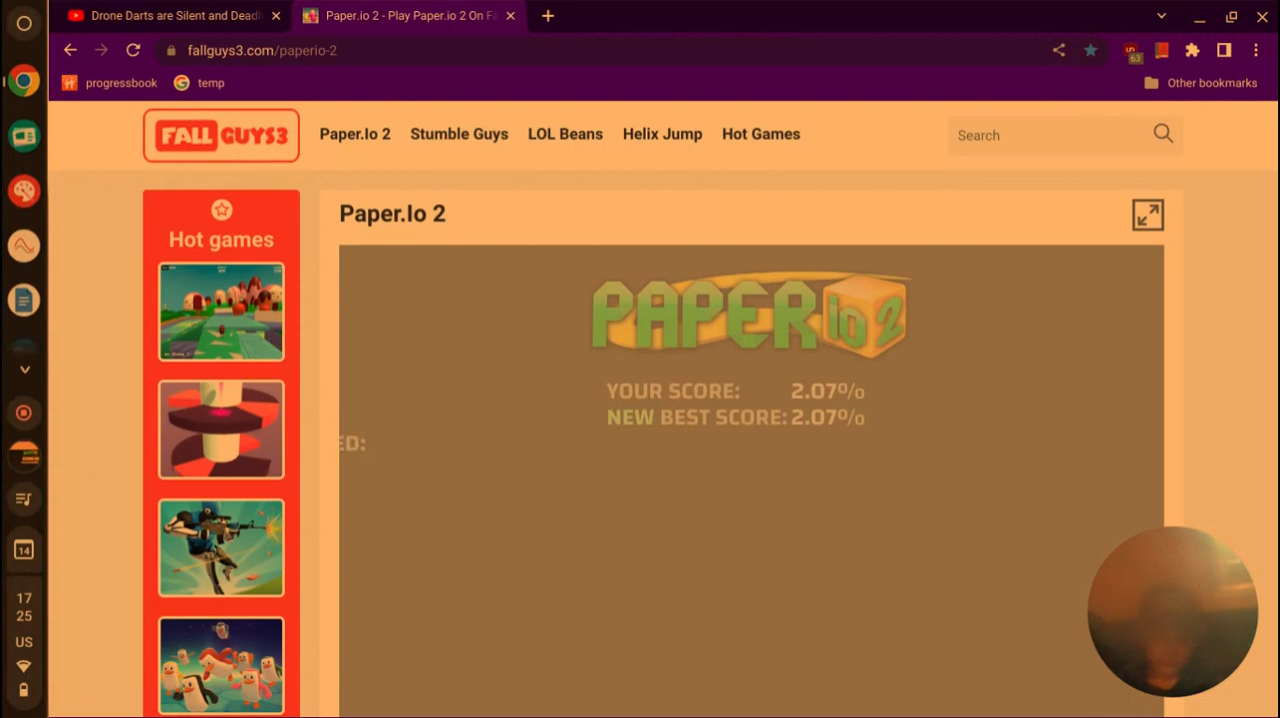 Drone Darts are Silent and Deadl
Paper.io 2 - Play Paper.io 2 On Fa
fallguys3.com/paperio-2
63
progressbook
temp
Other bookmarks
FALL GUYS3
Paper.Io 2
Stumble Guys
LOL Beans
Helix Jump
Hot Games
Search
Hot games
Paper.Io 2
PAPER io 2
YOUR SCORE: 2.07%
NEW BEST SCORE: 2.07%
ED:
14
17
25
US